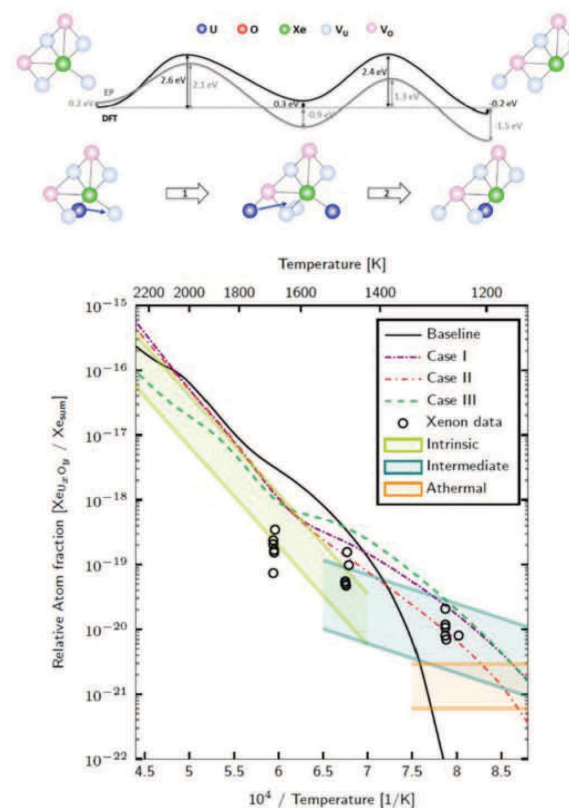 U O Xe V_U V_O
EP
0.2 eV
DFT
2.6 eV
2.1 eV
0.3 eV
-0.9 eV
2.4 eV
1.3 eV
-0.2 eV
-1.5 eV
1
2
Temperature [K]
2200 2000 1800 1600 1400 1200
10^-15
10^-16
10^-17
10^-18
10^-19
10^-20
10^-21
10^-22
Relative Atom fraction [Xe_{U_xO_y} / Xe_sum]
Baseline
Case I
Case II
Case III
Xenon data
Intrinsic
Intermediate
Athermal
4.5 5 5.5 6 6.5 7 7.5 8 8.5
10^4 / Temperature [1/K]